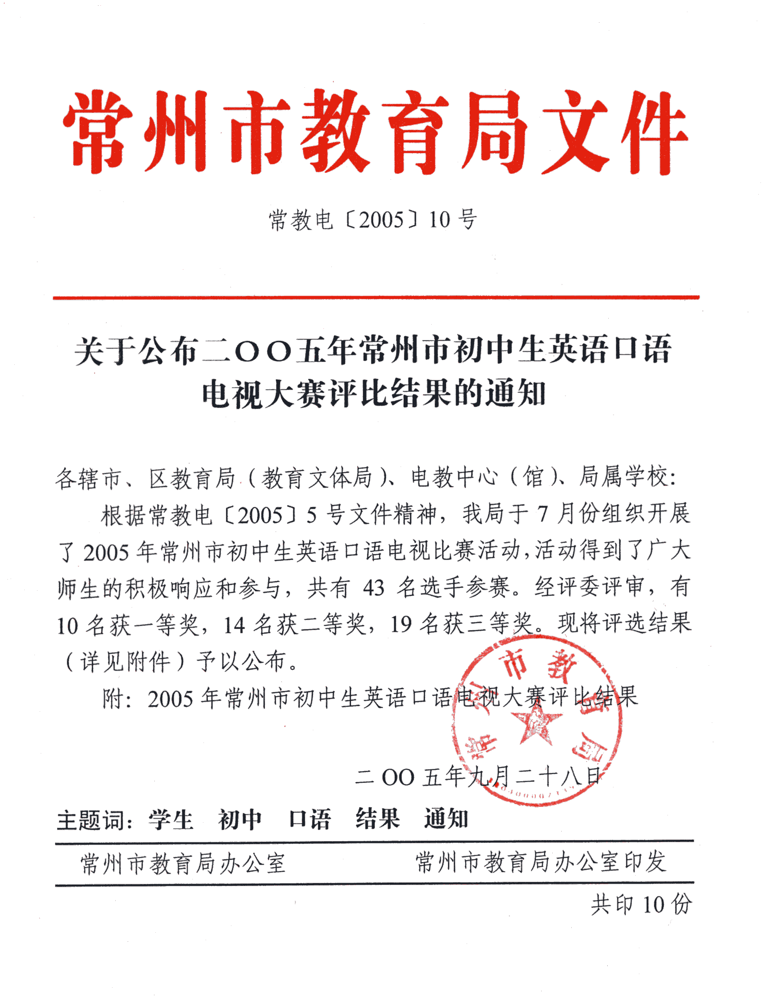 常州市教育局文件
常教电〔2005〕10 号
关于公布二〇〇五年常州市初中生英语口语
电视大赛评比结果的通知
各辖市、区教育局（教育文体局）、电教中心（馆）、局属学校：
根据常教电〔2005〕5 号文件精神，我局于 7 月份组织开展
了 2005 年常州市初中生英语口语电视比赛活动，活动得到了广大
师生的积极响应和参与，共有 43 名选手参赛。经评委评审，有
10 名获一等奖，14 名获二等奖，19 名获三等奖。现将评选结果
（详见附件）予以公布。
附：2005 年常州市初中生英语口语电视大赛评比结果
常州市教育局
二〇〇五年九月二十八日
主题词：学生 初中 口语 结果 通知
常州市教育局办公室 常州市教育局办公室印发
共印 10 份